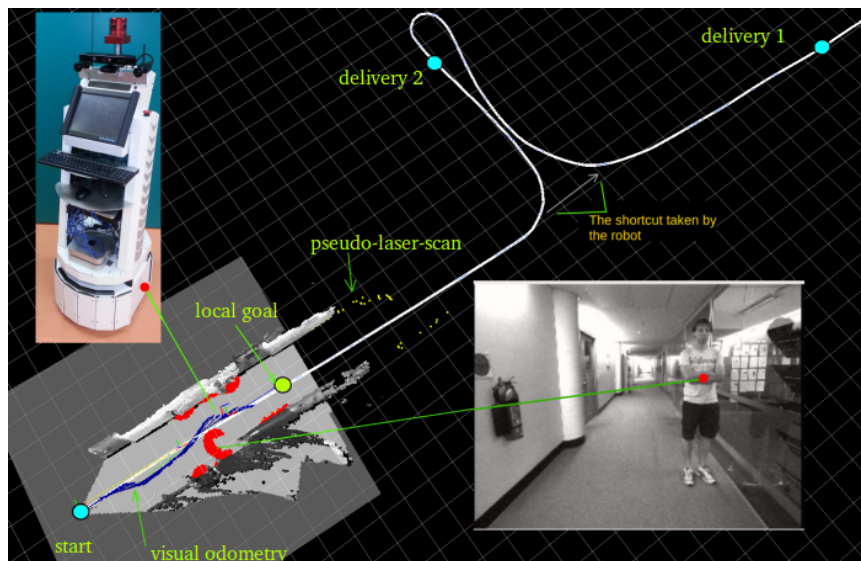 delivery 1
delivery 2
The shortcut taken by
the robot
pseudo-laser-scan
local goal
start
visual odometry